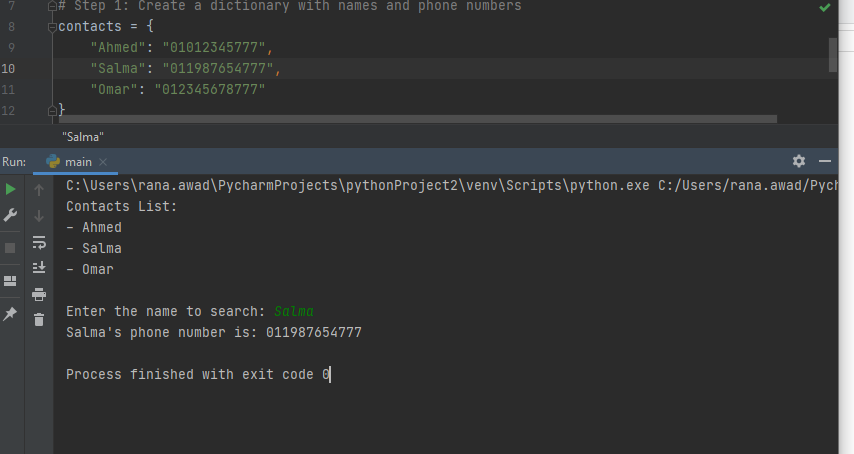 7 # Step 1: Create a dictionary with names and phone numbers
8 contacts = {
9 "Ahmed": "01012345777",
10 "Salma": "011987654777",
11 "Omar": "012345678777"
12 }
"Salma"
Run: main
C:\Users\rana.awad\PycharmProjects\pythonProject2\venv\Scripts\python.exe C:/Users/rana.awad/Pych
Contacts List:
- Ahmed
- Salma
- Omar
Enter the name to search: Salma
Salma's phone number is: 011987654777
Process finished with exit code 0